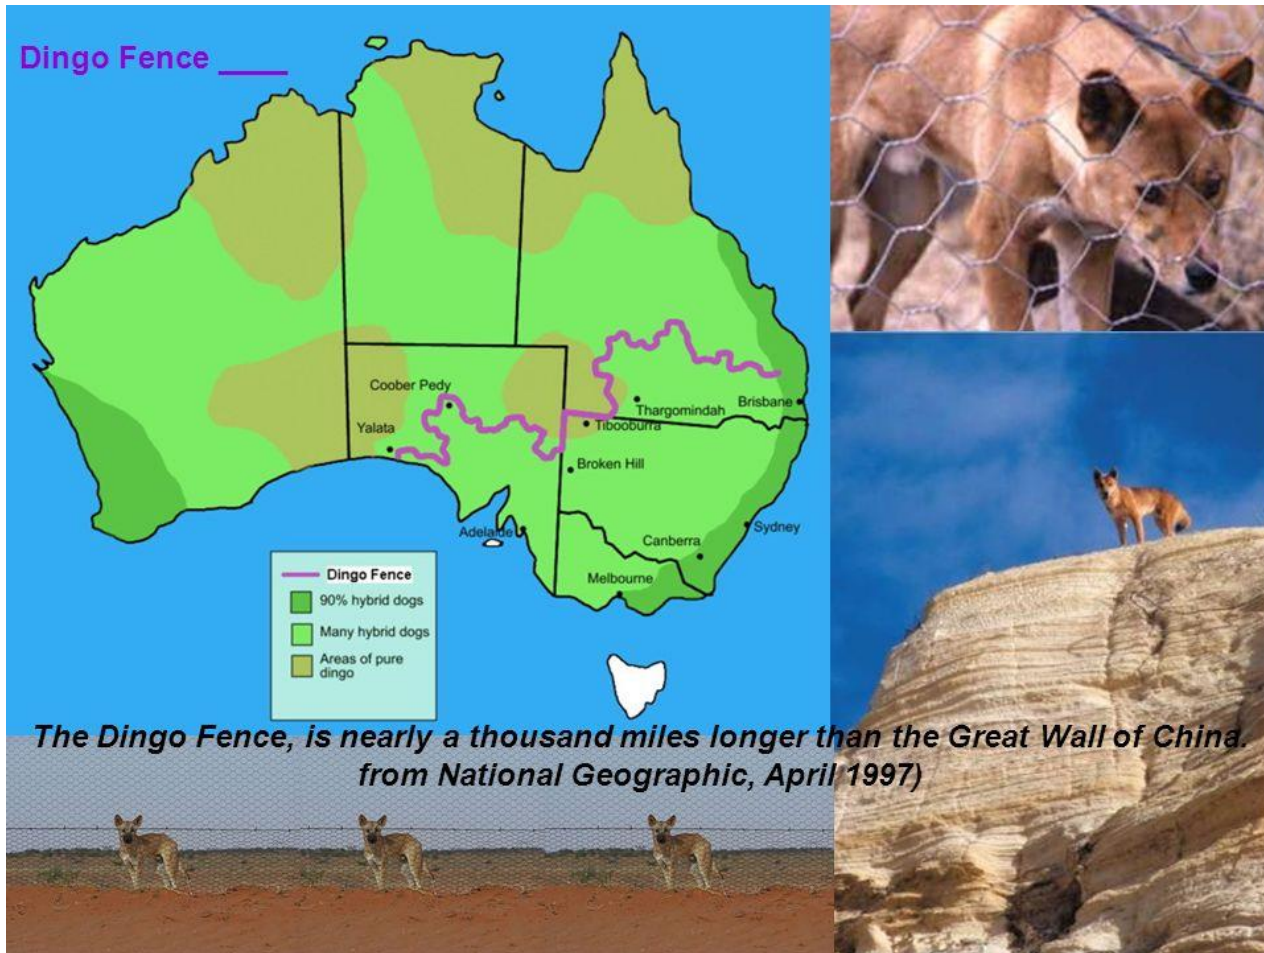 Dingo Fence ____
Coober Pedy
Yalata
Thargomindah
Brisbane
Tibooburra
Broken Hill
Adelaide
Sydney
Canberra
Melbourne
Dingo Fence
90% hybrid dogs
Many hybrid dogs
Areas of pure
dingo
The Dingo Fence, is nearly a thousand miles longer than the Great Wall of China.
from National Geographic, April 1997)